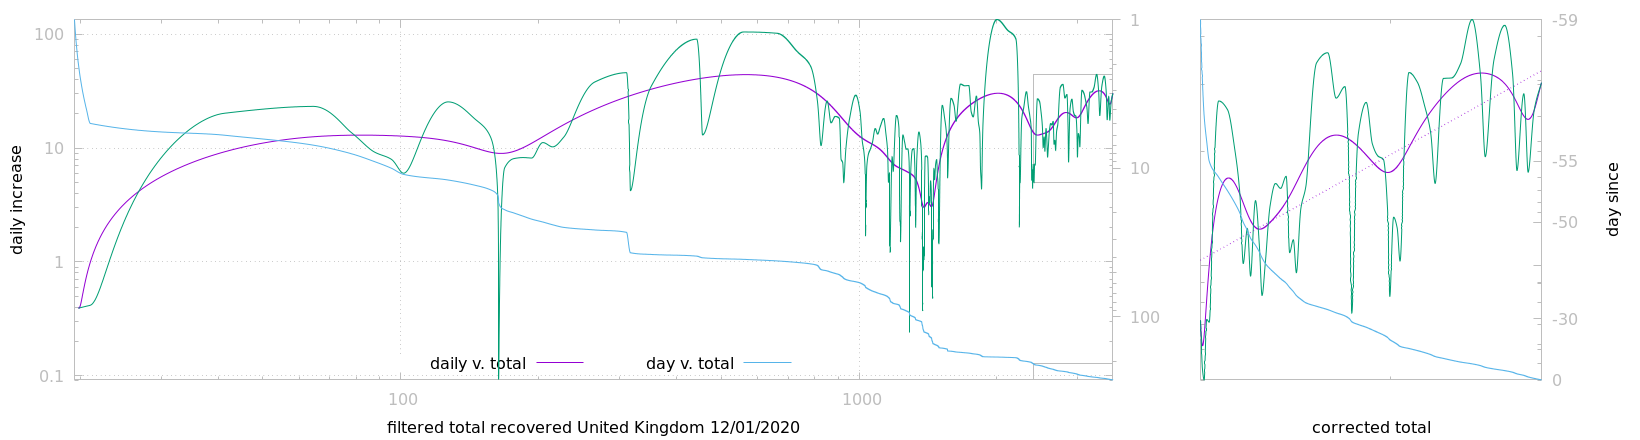 daily increase
100
10
1
0.1
100
1000
filtered total recovered United Kingdom 12/01/2020
daily v. total
day v. total
1
10
100
corrected total
-59
-55
-50
-30
0
day since